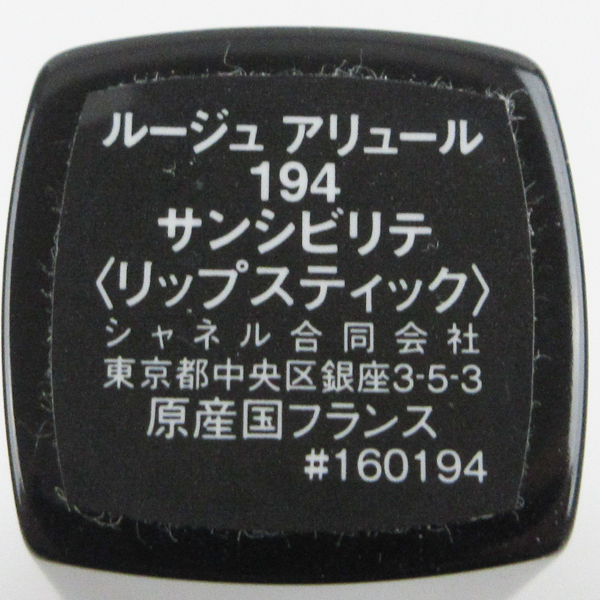 ルージュ アリュール
194
サンシビリテ
〈リップスティック〉
シャネル合同会社
東京都中央区銀座3-5-3
原産国フランス
#160194